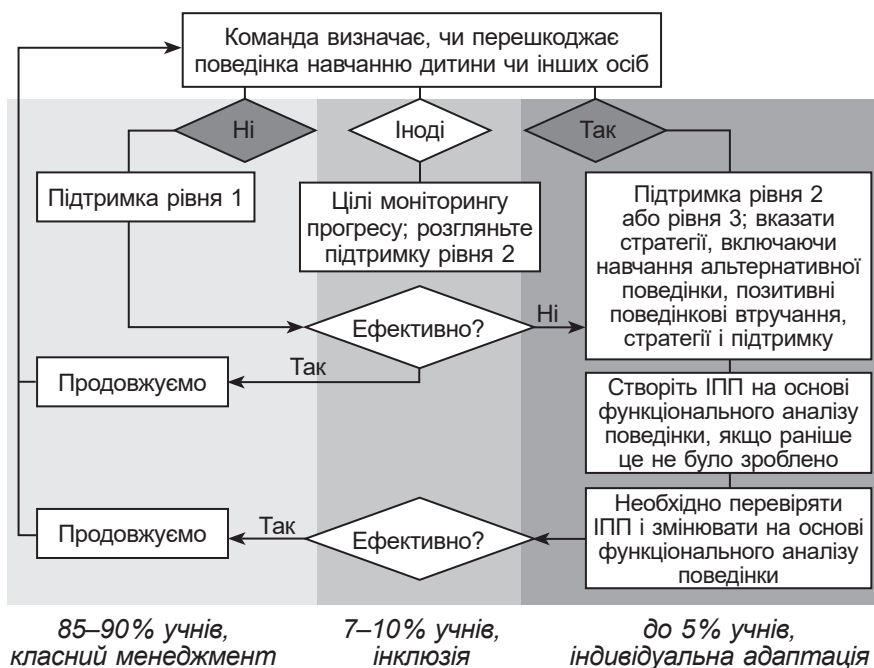 Команда визначає, чи перешкоджає
поведінка навчанню дитини чи інших осіб
Ні
Іноді
Так
Підтримка рівня 1
Цілі моніторингу
прогресу; розгляньте
підтримку рівня 2
Підтримка рівня 2
або рівня 3; вказати
стратегії, включаючи
навчання альтернативної
поведінки, позитивні
поведінкові втручання,
стратегії і підтримку
Ефективно?
Ні
Так
Продовжуємо
Створіть ІПП на основі
функціонального аналізу
поведінки, якщо раніше
це не було зроблено
Необхідно перевіряти
ІПП і змінювати на основі
функціонального аналізу
поведінки
Ефективно?
Так
Продовжуємо
85–90% учнів,
класний менеджмент
7–10% учнів,
інклюзія
до 5% учнів,
індивідуальна адаптація